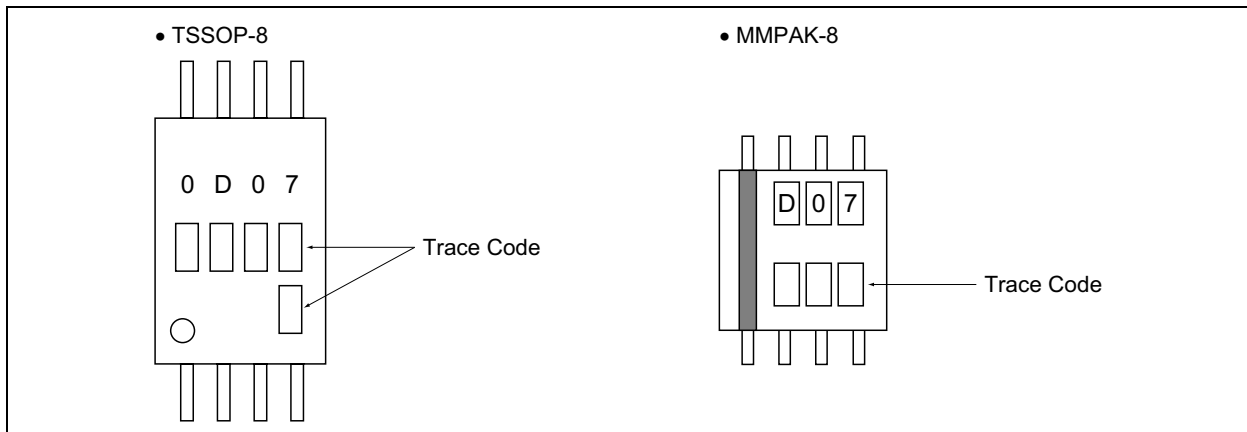 • TSSOP-8
0 D 0 7
Trace Code
• MMPAK-8
D 0 7
Trace Code